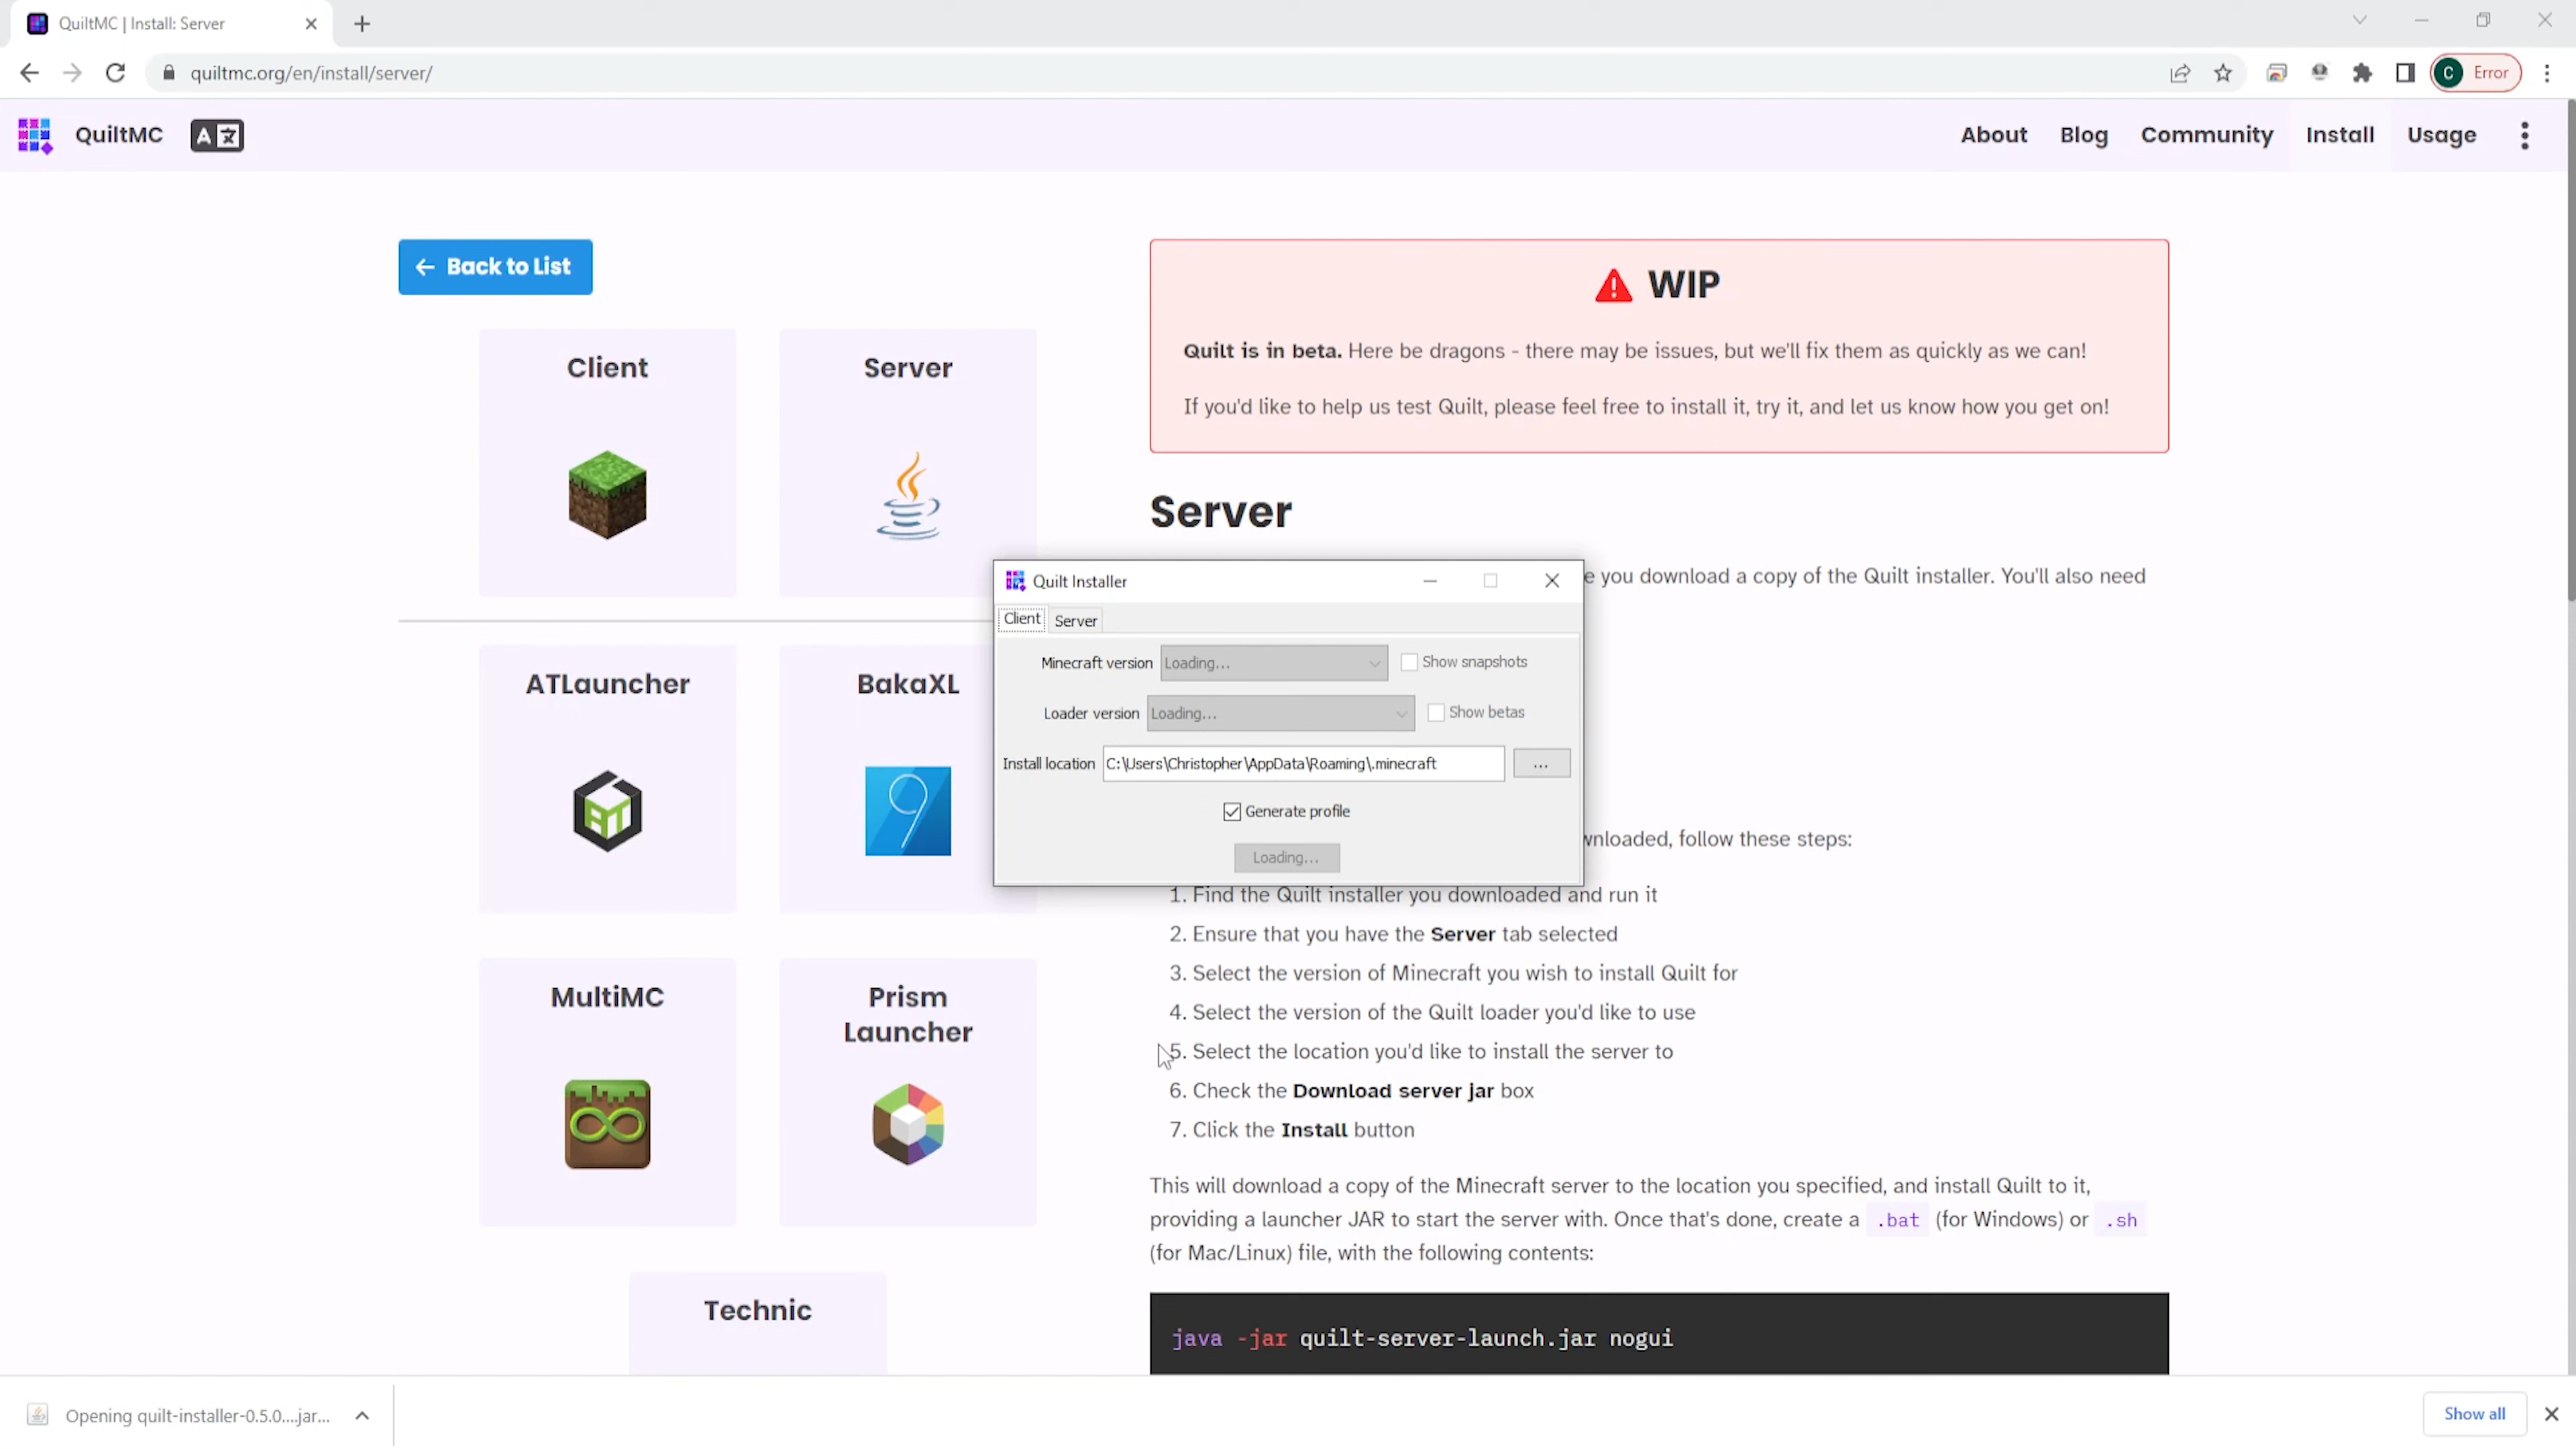 QuiltMC | Install: Server
quiltmc.org/en/install/server/
C Error
QuiltMC
A文
About Blog Community Install Usage
← Back to List
Client
Server
ATLauncher
BakaXL
MultiMC
Prism
Launcher
Technic
WIP
Quilt is in beta. Here be dragons - there may be issues, but we'll fix them as quickly as we can!
If you'd like to help us test Quilt, please feel free to install it, try it, and let us know how you get on!
Server
e you download a copy of the Quilt installer. You'll also need
Quilt Installer
Client Server
Minecraft version Loading... Show snapshots
Loader version Loading... Show betas
Install location C:\Users\Christopher\AppData\Roaming\.minecraft ...
Generate profile
Loading...
wnloaded, follow these steps:
1. Find the Quilt installer you downloaded and run it
2. Ensure that you have the Server tab selected
3. Select the version of Minecraft you wish to install Quilt for
4. Select the version of the Quilt loader you'd like to use
5. Select the location you'd like to install the server to
6. Check the Download server jar box
7. Click the Install button
This will download a copy of the Minecraft server to the location you specified, and install Quilt to it,
providing a launcher JAR to start the server with. Once that's done, create a .bat (for Windows) or .sh
(for Mac/Linux) file, with the following contents:
java -jar quilt-server-launch.jar nogui
Opening quilt-installer-0.5.0....jar...
Show all